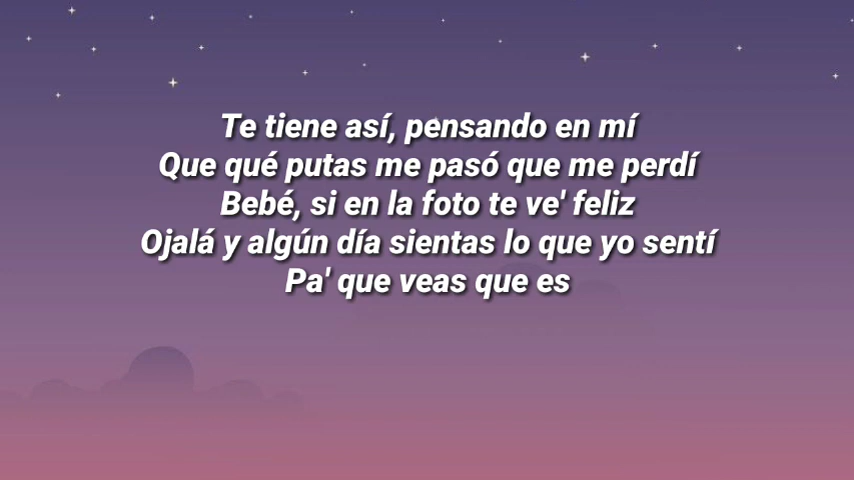 Te tiene así, pensando en mí
Que qué putas me pasó que me perdí
Bebé, si en la foto te ve' feliz
Ojalá y algún día sientas lo que yo sentí
Pa' que veas que es